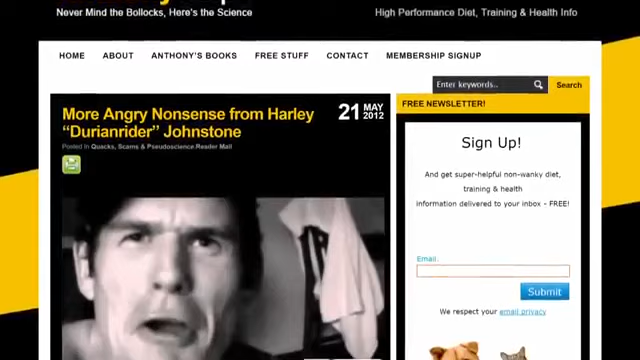 Never Mind the Bollocks, Here's the Science
High Performance Diet, Training & Health Info
HOME ABOUT ANTHONY'S BOOKS FREE STUFF CONTACT MEMBERSHIP SIGNUP
Enter keywords.. Search
More Angry Nonsense from Harley
“Durianrider” Johnstone
21 MAY 2012
Posted in Quacks, Scams & Pseudoscience,Reader Mail
FREE NEWSLETTER!
Sign Up!
And get super-helpful non-wanky diet,
training & health
information delivered to your inbox - FREE!
Email:
Submit
We respect your email privacy